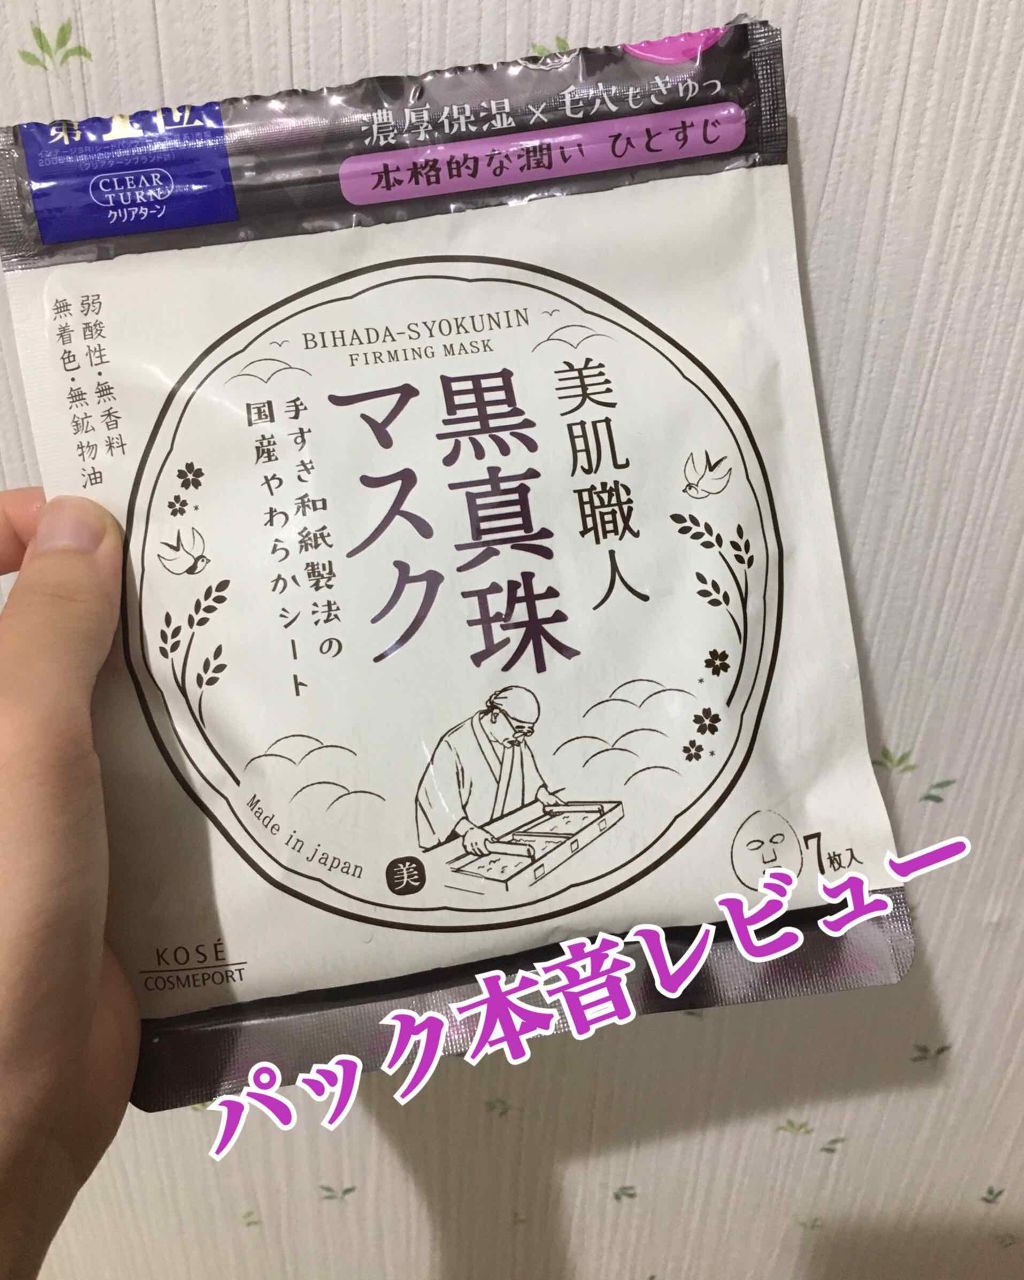 第1位
CLEAR
TURN
クリアターン
濃厚保湿×毛穴もきゅっ
本格的な潤い ひとすじ
弱酸性・無香料
無着色・無鉱物油
BIHADA-SYOKUNIN
FIRMING MASK
美肌職人
黒真珠
マスク
手すき和紙製法の
国産やわらかシート
Made in japan
美
7枚入
KOSÉ
COSMEPORT
パック本音レビュー